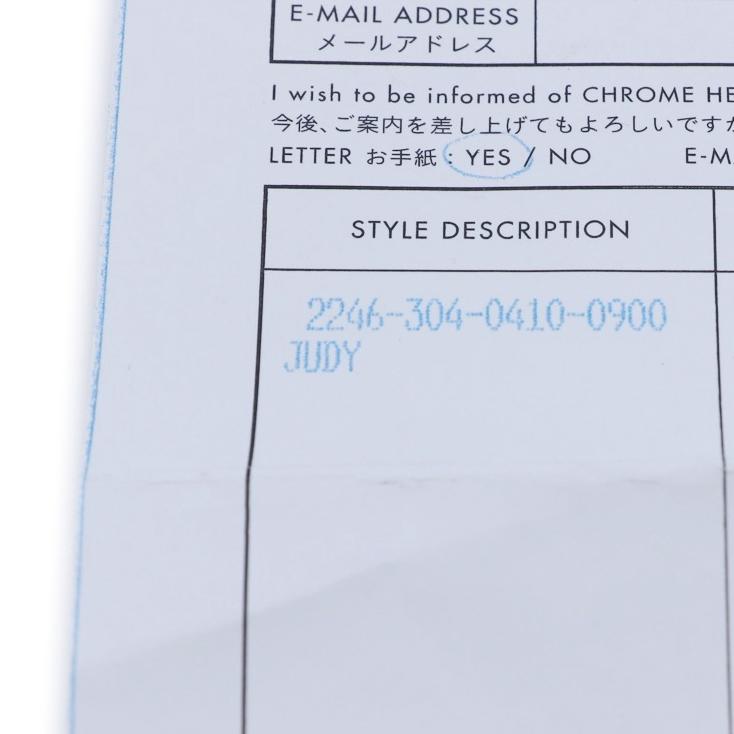 E-MAIL ADDRESS
メールアドレス
I wish to be informed of CHROME HE
今後、ご案内を差し上げてもよろしいですか
LETTER お手紙 : YES / NO E-M
STYLE DESCRIPTION
2246-304-0410-0900
JUDY